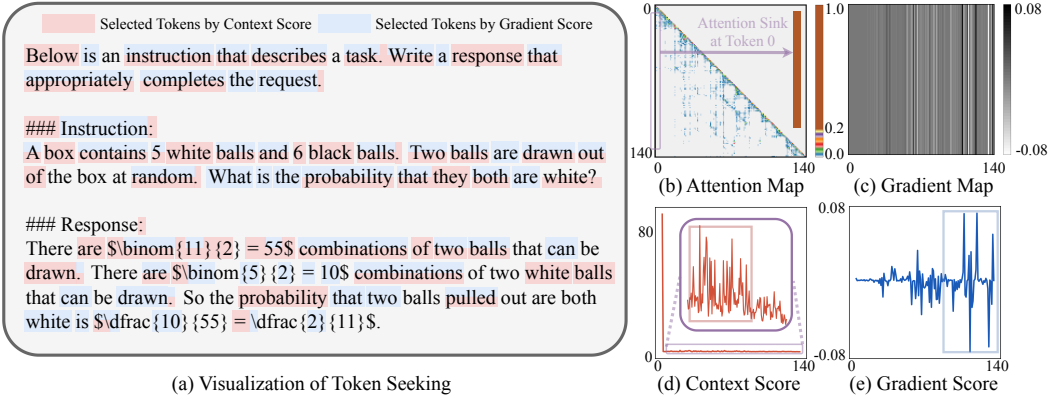 Selected Tokens by Context Score
Selected Tokens by Gradient Score
Below is an instruction that describes a task. Write a response that
appropriately completes the request.
### Instruction:
A box contains 5 white balls and 6 black balls. Two balls are drawn out
of the box at random. What is the probability that they both are white?
### Response:
There are $\binom{11}{2} = 55$ combinations of two balls that can be
drawn. There are $\binom{5}{2} = 10$ combinations of two white balls
that can be drawn. So the probability that two balls pulled out are both
white is $\dfrac{10}{55} = \dfrac{2}{11}$.
(a) Visualization of Token Seeking
0
140
Attention Sink
at Token 0
140
1.0
0.2
0.0
(b) Attention Map
0
140
0.08
-0.08
(c) Gradient Map
80
0
140
(d) Context Score
0.08
-0.08
140
(e) Gradient Score